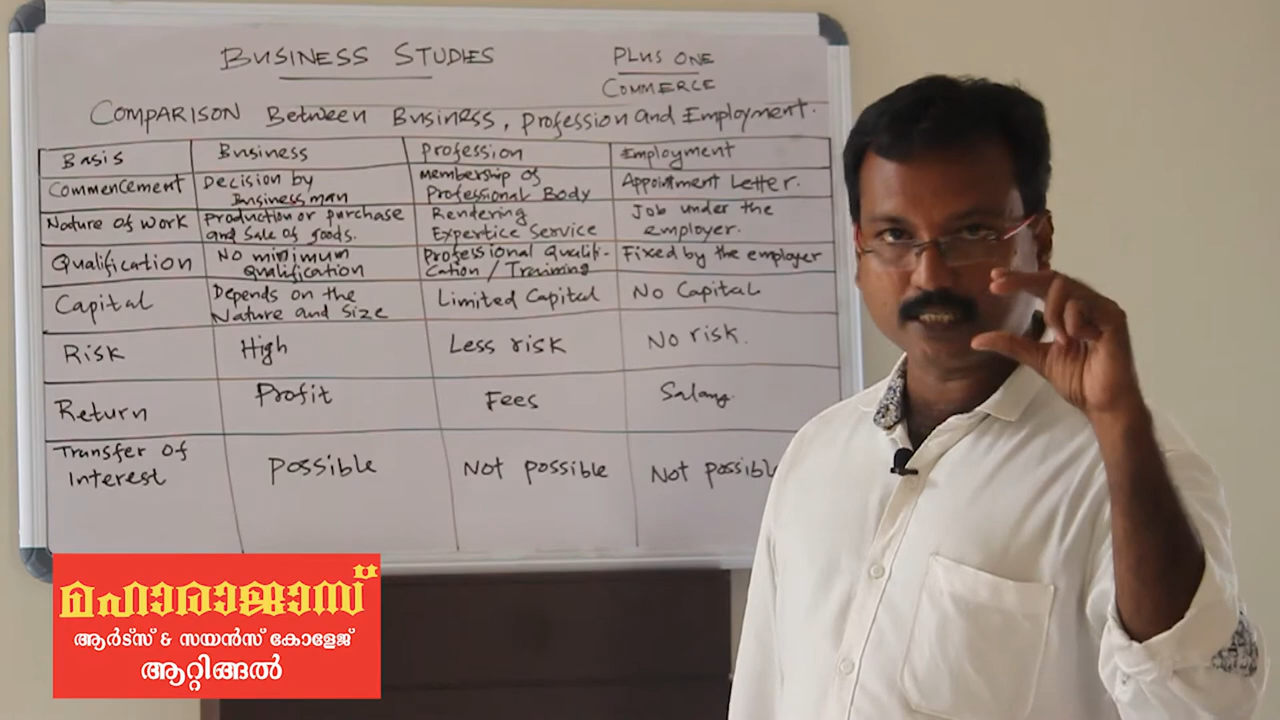 BUSINESS STUDIES
PLUS ONE
COMMERCE
COMPARISON Between Business, Profession and Employment.
Basis
Business
Profession
Employment
Commencement
Decision by
Businessman
Membership of
Professional Body
Appointment Letter.
Nature of work
Production or purchase
and Sale of goods.
Rendering
Expertice Service
Job under the
employer.
Qualification
No minimum
Qualification
Professional Qualifi-
cation / Training
Fixed by the employer
Capital
Depends on the
Nature and Size
Limited Capital
No Capital
Risk
High
Less risk
No risk.
Return
Profit
Fees
Salary.
Transfer of
Interest
Possible
Not possible
Not possibl
മഹാരാജാസ്
ആർട്സ് & സയൻസ് കോളേജ്
ആറ്റിങ്ങൽ